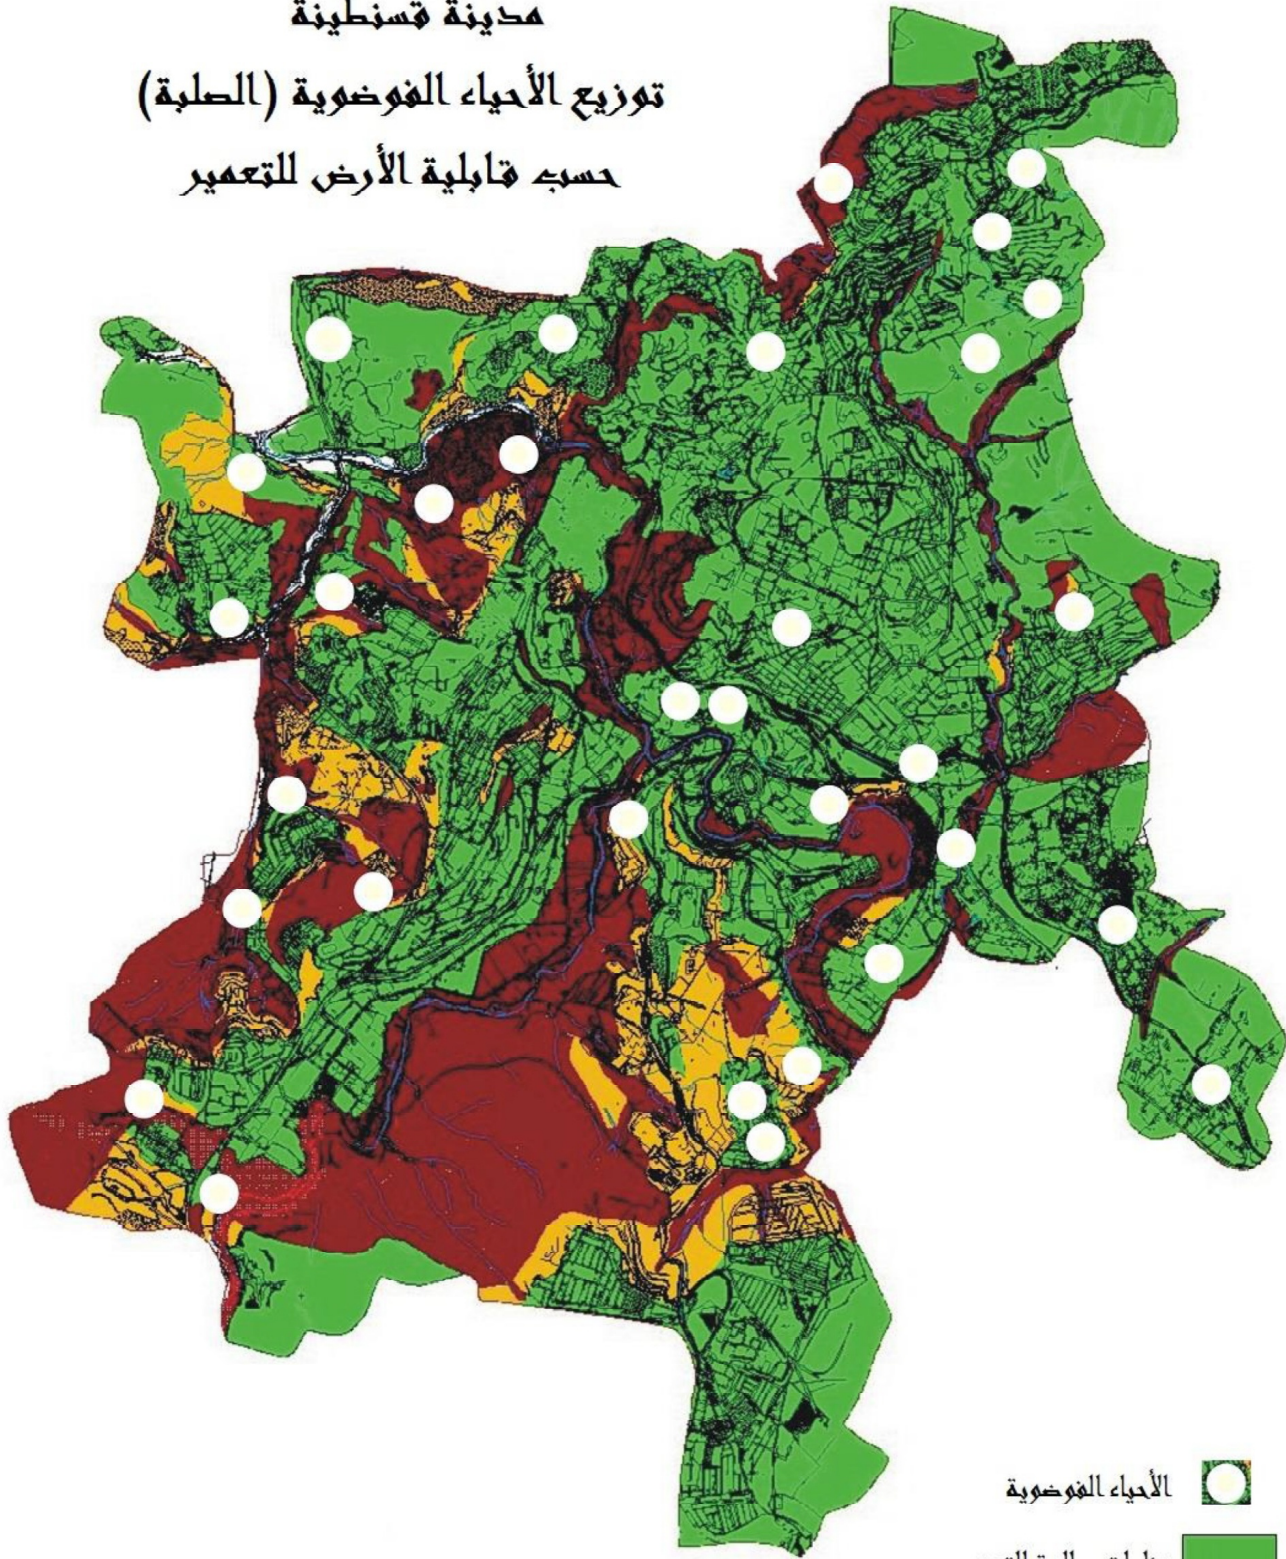 مدينة قسنطينة
توزيع الأحياء الفوضوية (الصلبة)
حسب قابلية الأرض للتعمير
الأحياء الفوضوية